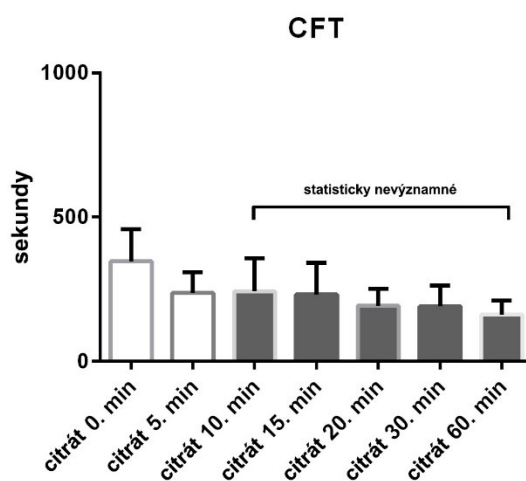 CFT
1000
500
0
sekundy
statisticky nevýznamné
citrát 0. min
citrát 5. min
citrát 10. min
citrát 15. min
citrát 20. min
citrát 30. min
citrát 60. min